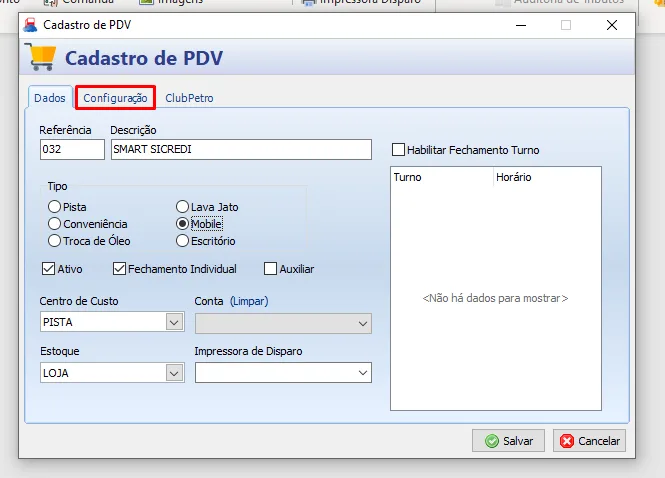 Comanda
Imagens
Impressora Disparo
Auditoria de Tributos
Cadastro de PDV
Cadastro de PDV
Dados Configuração ClubPetro
Referência Descrição
032 SMART SICREDI
Habilitar Fechamento Turno
Turno Horário
Tipo
Pista Lava Jato
Conveniência Mobile
Troca de Óleo Escritório
Ativo Fechamento Individual Auxiliar
<Não há dados para mostrar>
Centro de Custo Conta (Limpar)
PISTA
Estoque Impressora de Disparo
LOJA
Salvar Cancelar